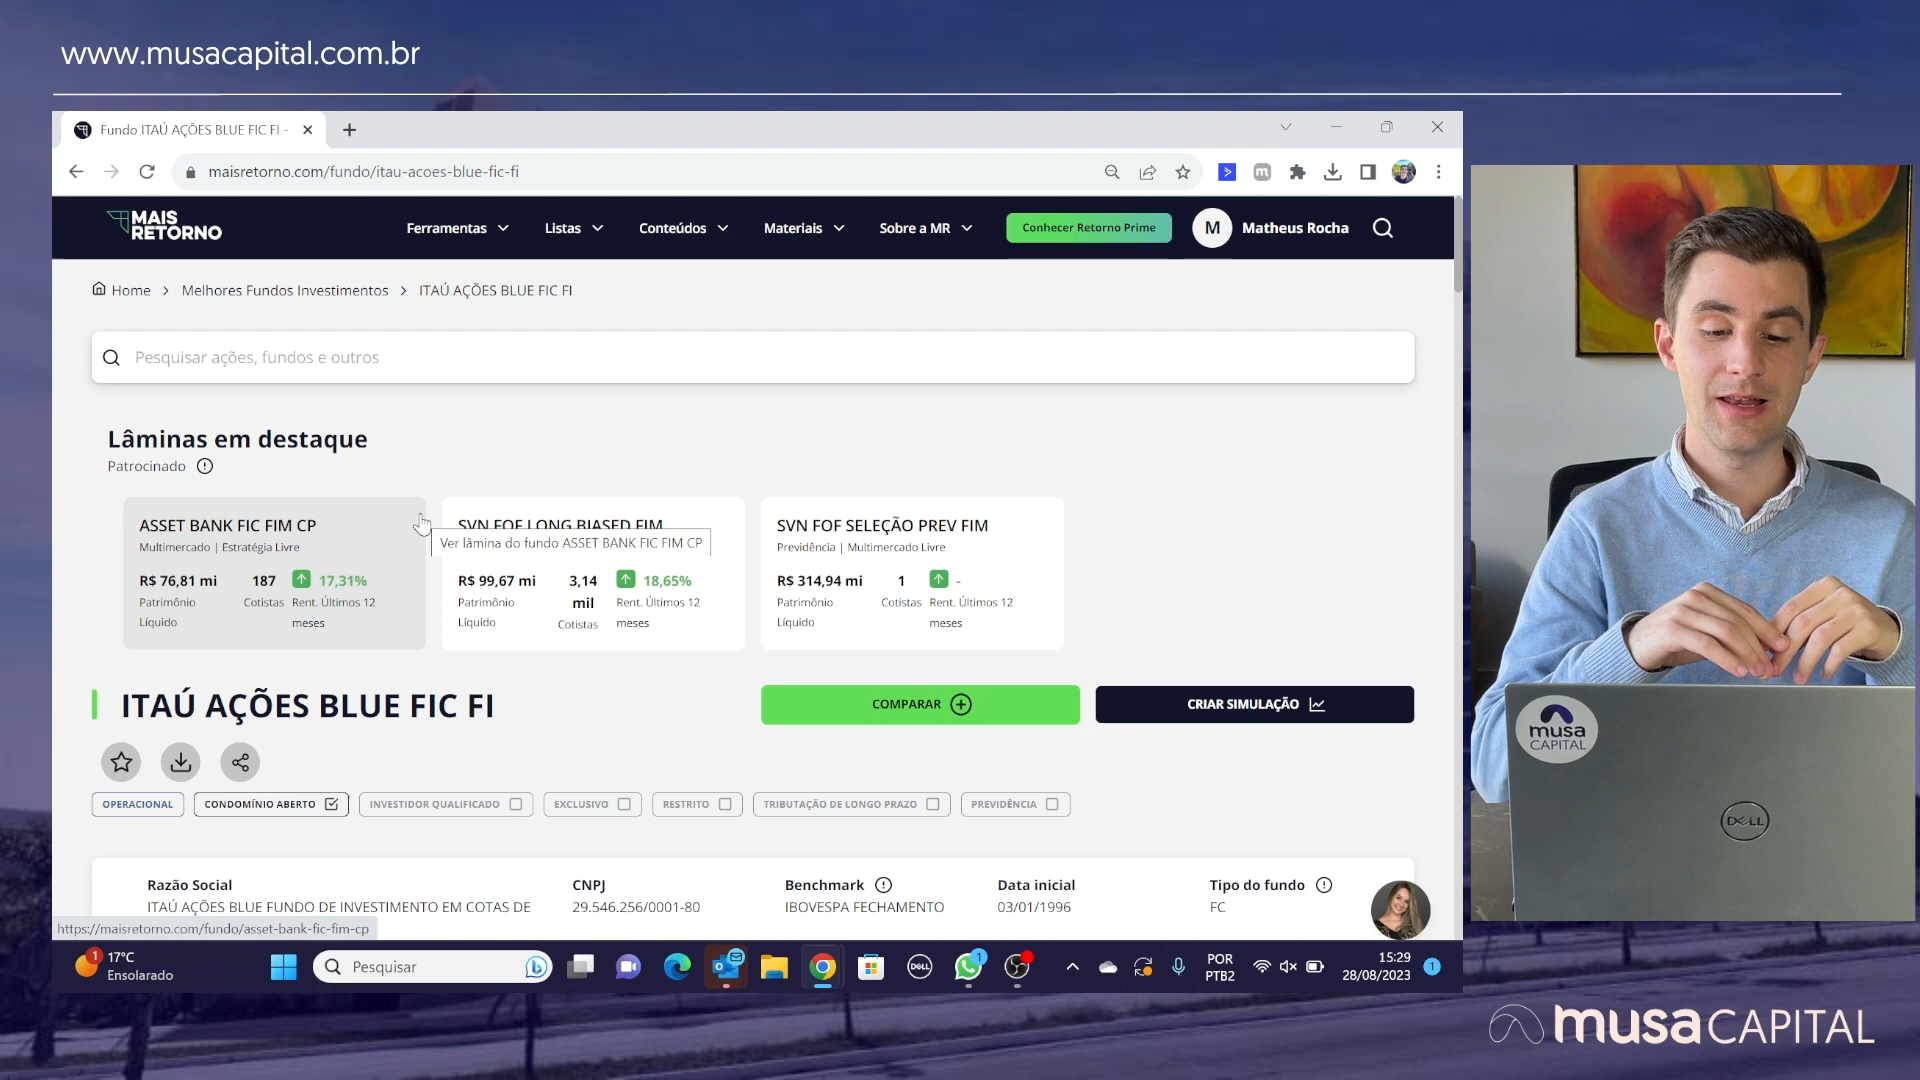 www.musacapital.com.br
Fundo ITAÚ AÇÕES BLUE FIC FI -
maisretorno.com/fundo/itau-acoes-blue-fic-fi
MAIS RETORNO
Ferramentas
Listas
Conteúdos
Materiais
Sobre a MR
Conhecer Retorno Prime
M
Matheus Rocha
Home > Melhores Fundos Investimentos > ITAÚ AÇÕES BLUE FIC FI
Pesquisar ações, fundos e outros
Lâminas em destaque
Patrocinado
ASSET BANK FIC FIM CP
Multimercado | Estratégia Livre
R$ 76,81 mi
187
17,31%
Patrimônio
Líquido
Cotistas
Rent. Últimos 12
meses
SVN FOF LONG BIASED FIM
Ver lâmina do fundo ASSET BANK FIC FIM CP
R$ 99,67 mi
3,14
mil
18,65%
Patrimônio
Líquido
Cotistas
Rent. Últimos 12
meses
SVN FOF SELEÇÃO PREV FIM
Previdência | Multimercado Livre
R$ 314,94 mi
1
-
Patrimônio
Líquido
Cotistas
Rent. Últimos 12
meses
ITAÚ AÇÕES BLUE FIC FI
COMPARAR
CRIAR SIMULAÇÃO
OPERACIONAL
CONDOMÍNIO ABERTO
INVESTIDOR QUALIFICADO
EXCLUSIVO
RESTRITO
TRIBUTAÇÃO DE LONGO PRAZO
PREVIDÊNCIA
Razão Social
ITAÚ AÇÕES BLUE FUNDO DE INVESTIMENTO EM COTAS DE
CNPJ
29.546.256/0001-80
Benchmark
IBOVESPA FECHAMENTO
Data inicial
03/01/1996
Tipo do fundo
FC
https://maisretorno.com/fundo/asset-bank-fic-fim-cp
1
17°C
Ensolarado
Pesquisar
DELL
1
POR
PTB2
15:29
28/08/2023
1
musa
CAPITAL
DELL
musa CAPITAL